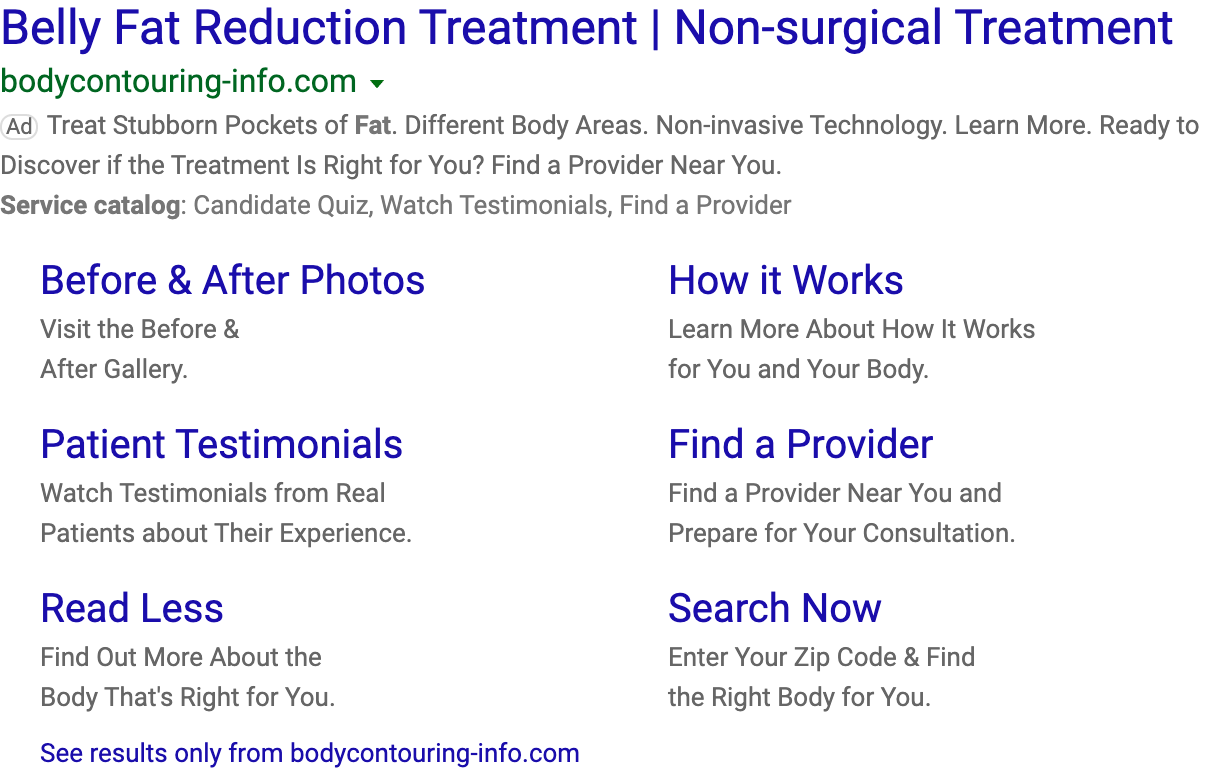 Belly Fat Reduction Treatment | Non-surgical Treatment
bodycontouring-info.com
Ad Treat Stubborn Pockets of Fat. Different Body Areas. Non-invasive Technology. Learn More. Ready to
Discover if the Treatment Is Right for You? Find a Provider Near You.
Service catalog: Candidate Quiz, Watch Testimonials, Find a Provider
Before & After Photos
Visit the Before &
After Gallery.
How it Works
Learn More About How It Works
for You and Your Body.
Patient Testimonials
Watch Testimonials from Real
Patients about Their Experience.
Find a Provider
Find a Provider Near You and
Prepare for Your Consultation.
Read Less
Find Out More About the
Body That's Right for You.
Search Now
Enter Your Zip Code & Find
the Right Body for You.
See results only from bodycontouring-info.com